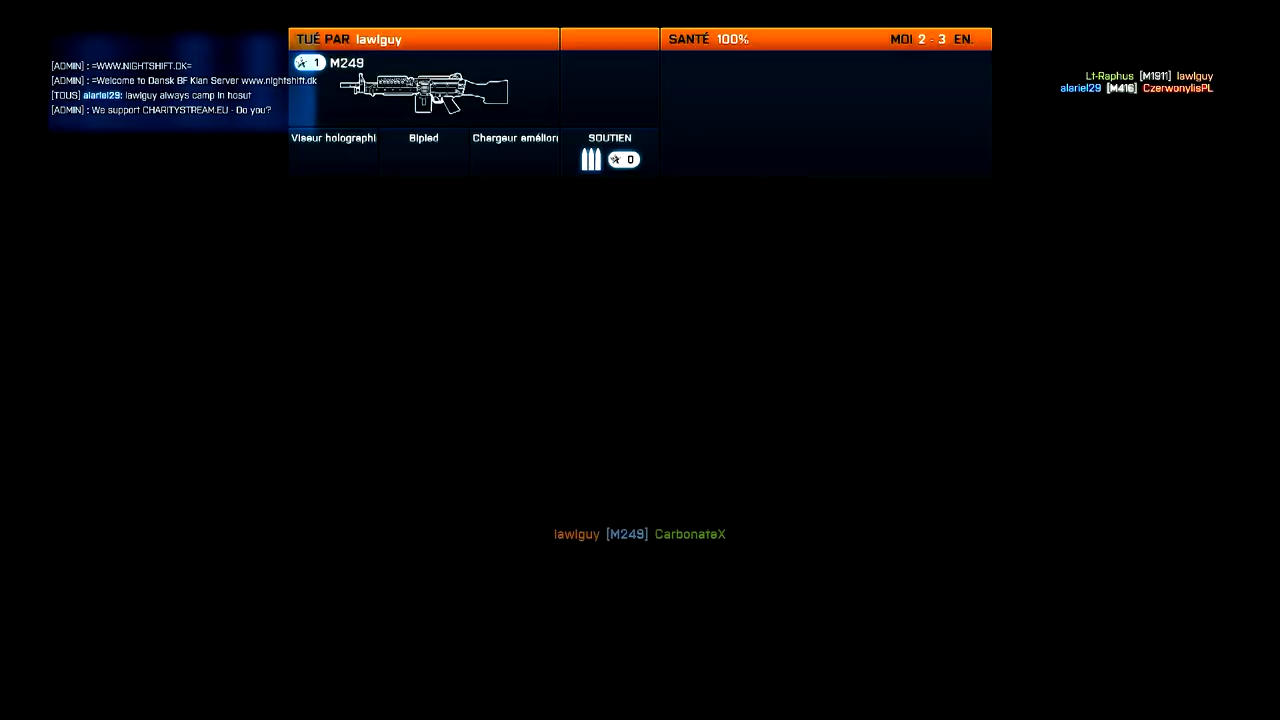 TUÉ PAR lawlguy
SANTÉ 100%
MOI 2 - 3 EN.
1 M249
[ADMIN] : =WWW.NIGHTSHIFT.DK=
[ADMIN] : =Welcome to Dansk BF Klan Server www.nightshift.dk
[TOUS] alariel29: lawlguy always camp in hosut
[ADMIN] : We support CHARITYSTREAM.EU - Do you?
Lt-Raphus [M1911] lawlguy
alariel29 [M416] CzerwonylisPL
Viseur holographi
Bipied
Chargeur amélior
SOUTIEN
0
lawlguy [M249] CarbonateX